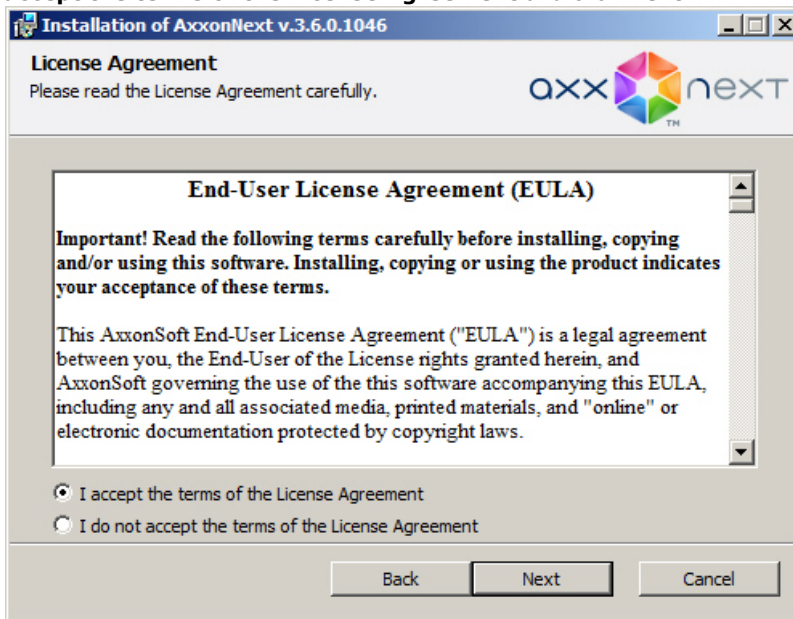 Installation of AxxonNext v.3.6.0.1046
License Agreement
Please read the License Agreement carefully.
axx next
TM
End-User License Agreement (EULA)
Important! Read the following terms carefully before installing, copying
and/or using this software. Installing, copying or using the product indicates
your acceptance of these terms.
This AxxonSoft End-User License Agreement ("EULA") is a legal agreement
between you, the End-User of the License rights granted herein, and
AxxonSoft governing the use of the this software accompanying this EULA,
including any and all associated media, printed materials, and "online" or
electronic documentation protected by copyright laws.
I accept the terms of the License Agreement
I do not accept the terms of the License Agreement
Back Next Cancel